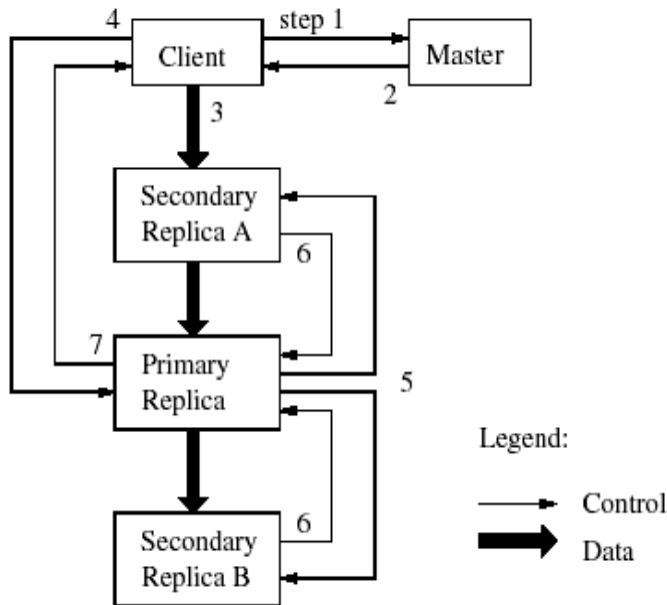 4
step 1
Client
Master
2
3
Secondary
Replica A
6
7
Primary
Replica
5
Legend:
6
Control
Secondary
Replica B
Data